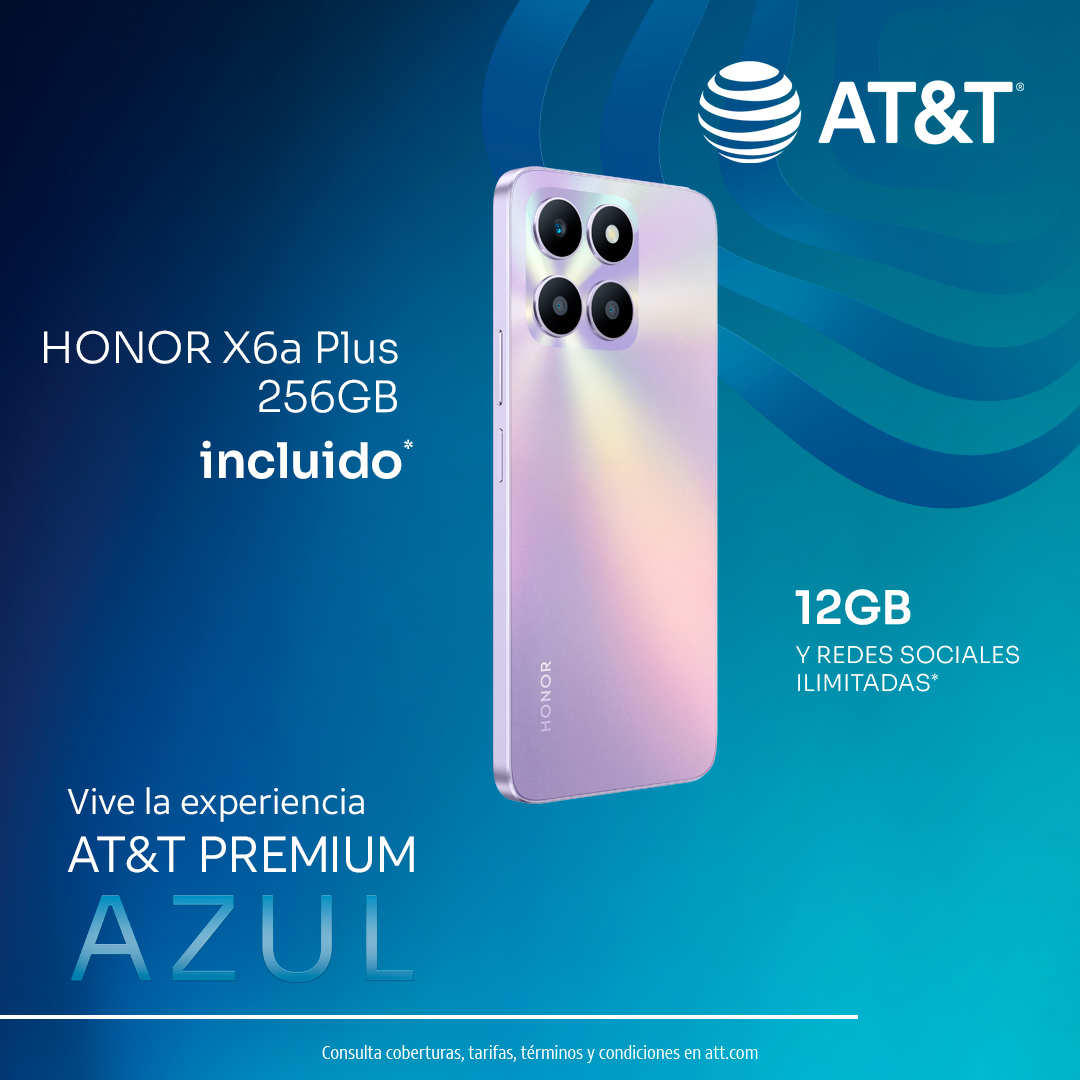 AT&T®
HONOR X6a Plus
256GB
incluido*
HONOR
12GB
Y REDES SOCIALES
ILIMITADAS*
Vive la experiencia
AT&T PREMIUM
AZUL
Consulta coberturas, tarifas, términos y condiciones en att.com